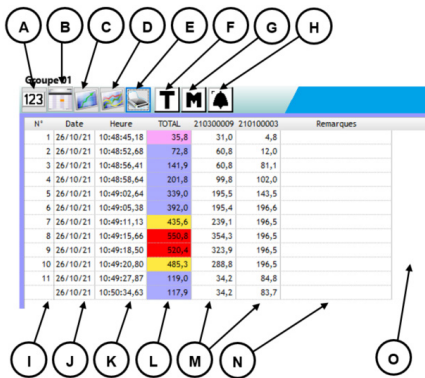 A B C D E F G H
Groupe 01
123 T M
N° Date Heure TOTAL 210300009 210100003 Remarques
1 26/10/21 10:48:45,18 35,8 31,0 4,8
2 26/10/21 10:48:52,68 72,8 60,8 12,0
3 26/10/21 10:48:56,41 141,9 60,8 81,1
4 26/10/21 10:48:58,64 201,8 99,8 102,0
5 26/10/21 10:49:02,64 339,0 195,5 143,5
6 26/10/21 10:49:05,38 392,0 195,4 196,6
7 26/10/21 10:49:11,13 435,6 239,1 196,5
8 26/10/21 10:49:15,66 550,8 354,3 196,5
9 26/10/21 10:49:18,50 520,4 323,9 196,5
10 26/10/21 10:49:20,80 485,3 288,8 196,5
11 26/10/21 10:49:27,87 119,0 34,2 84,8
26/10/21 10:50:34,63 117,9 34,2 83,7
I J K L M N O